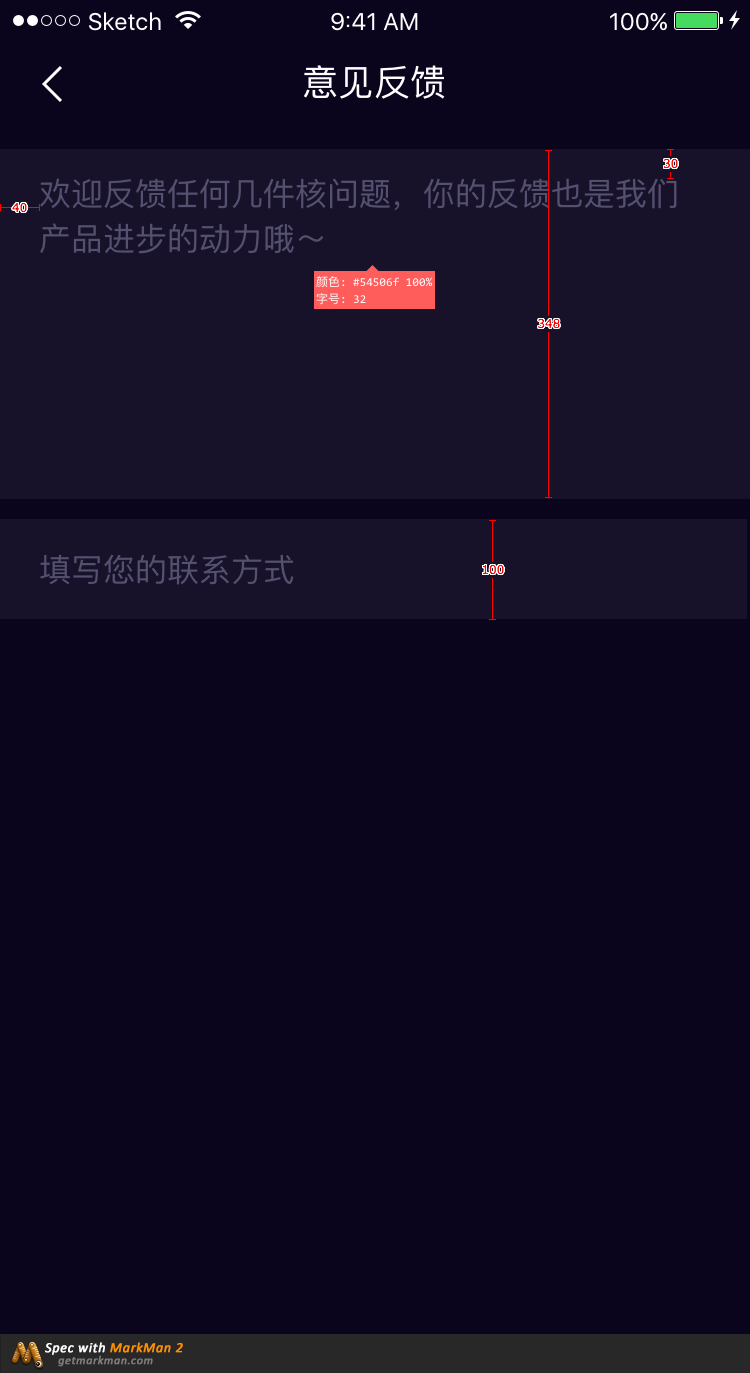 Sketch 9:41 AM 100%
意见反馈
30
欢迎反馈任何几件核问题，你的反馈也是我们
40
产品进步的动力哦～
颜色: #54506f 100%
字号: 32
348
填写您的联系方式
100
Spec with MarkMan 2
getmarkman.com